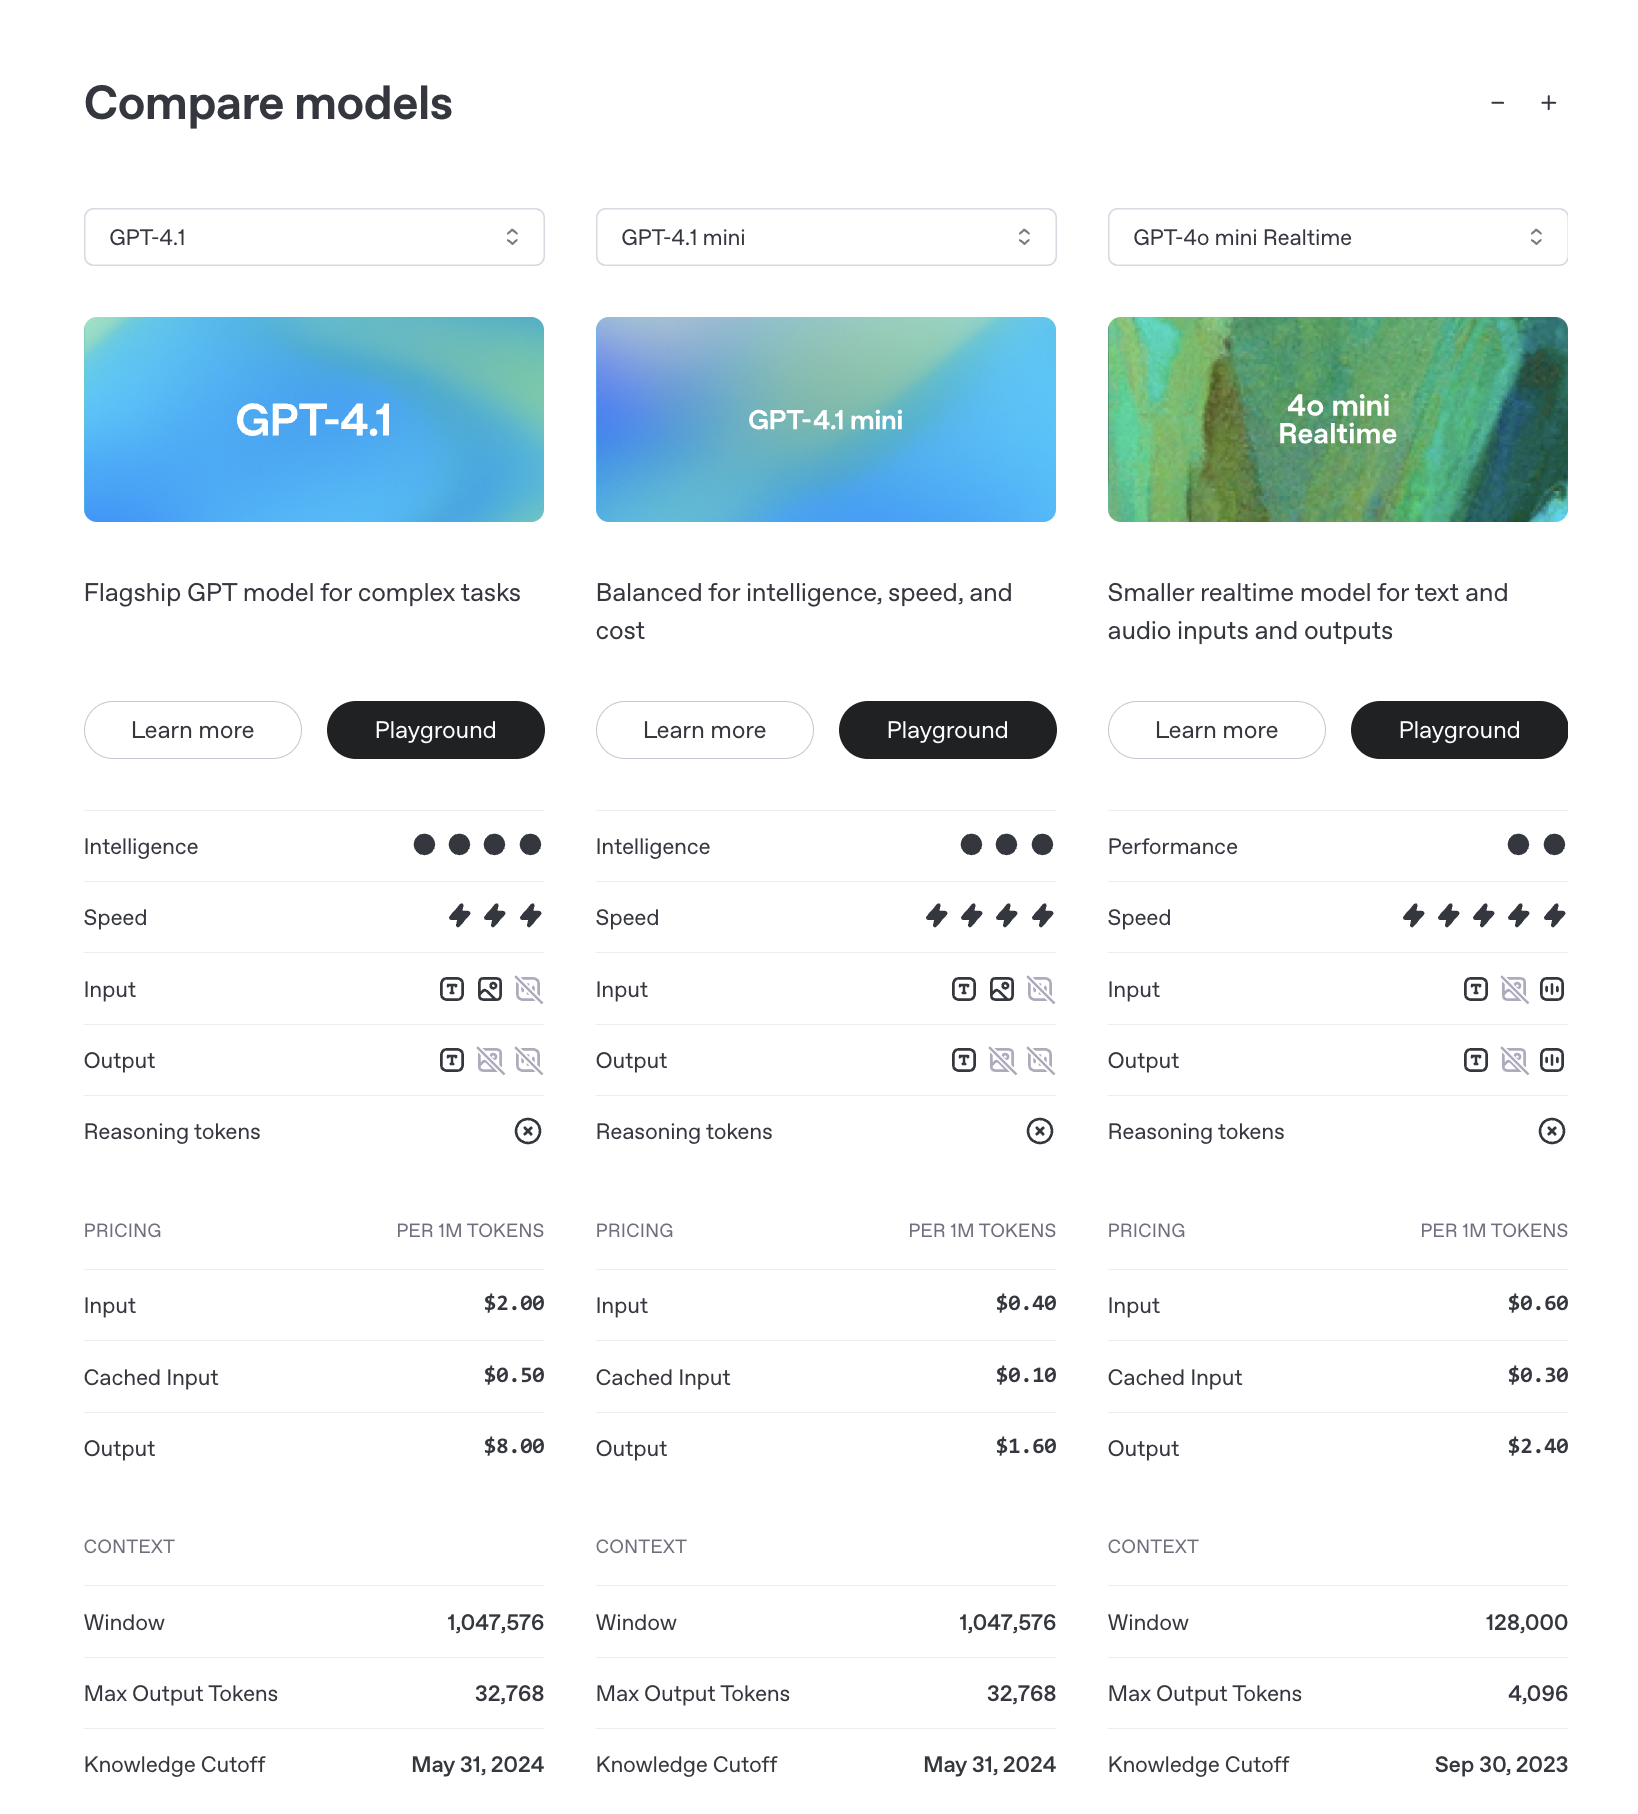 Compare models
− +
GPT-4.1
GPT-4.1 mini
GPT-4o mini Realtime
GPT-4.1
GPT-4.1 mini
4o mini
Realtime
Flagship GPT model for complex tasks
Balanced for intelligence, speed, and
cost
Smaller realtime model for text and
audio inputs and outputs
Learn more Playground
Learn more Playground
Learn more Playground
Intelligence
Intelligence
Performance
Speed
Speed
Speed
Input T
Input T
Input T
Output T
Output T
Output T
Reasoning tokens
Reasoning tokens
Reasoning tokens
PRICING PER 1M TOKENS
PRICING PER 1M TOKENS
PRICING PER 1M TOKENS
Input $2.00
Input $0.40
Input $0.60
Cached Input $0.50
Cached Input $0.10
Cached Input $0.30
Output $8.00
Output $1.60
Output $2.40
CONTEXT
CONTEXT
CONTEXT
Window 1,047,576
Window 1,047,576
Window 128,000
Max Output Tokens 32,768
Max Output Tokens 32,768
Max Output Tokens 4,096
Knowledge Cutoff May 31, 2024
Knowledge Cutoff May 31, 2024
Knowledge Cutoff Sep 30, 2023